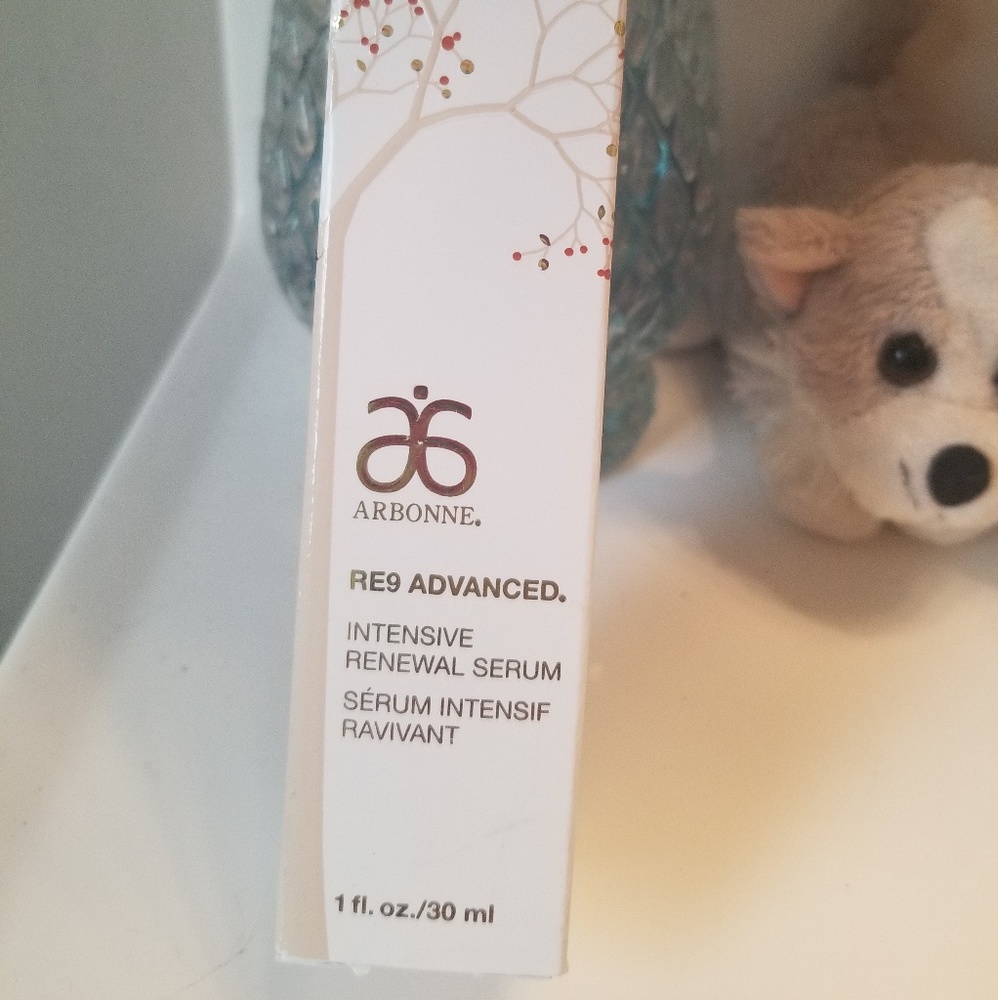 ARBONNE.
RE9 ADVANCED.
INTENSIVE
RENEWAL SERUM
SÉRUM INTENSIF
RAVIVANT
1 fl. oz./30 ml